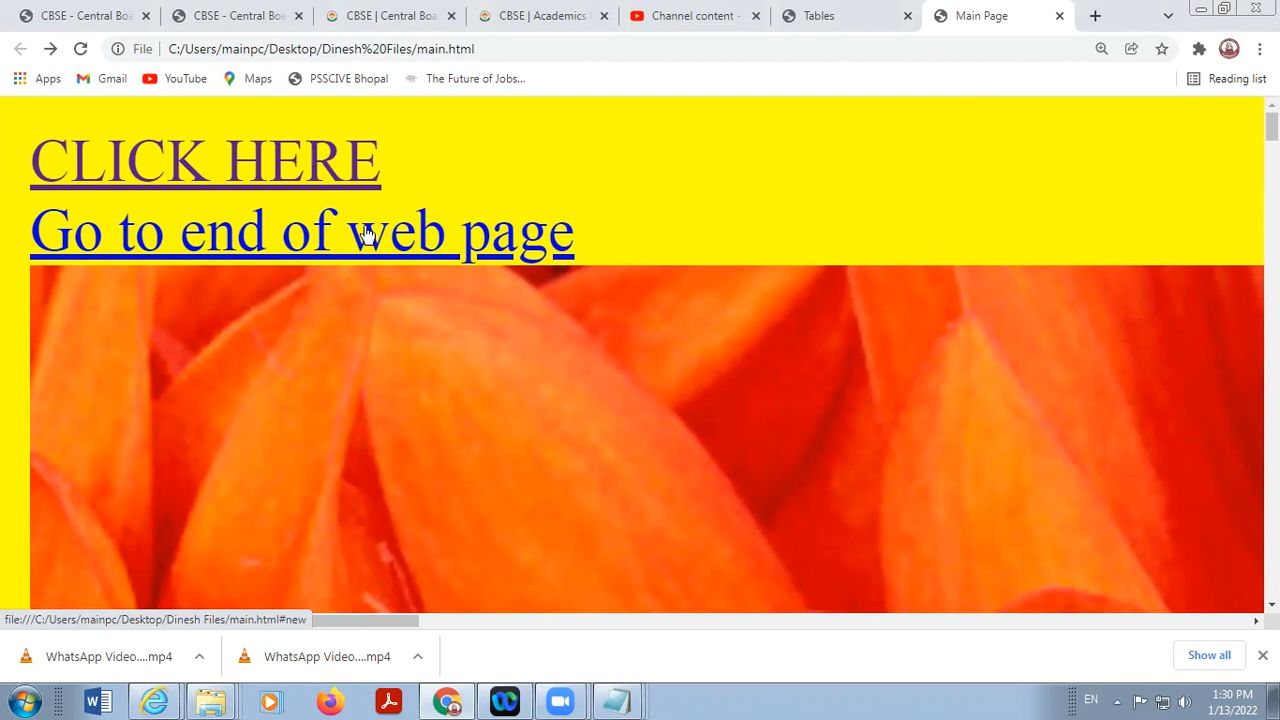 CBSE - Central Boa
CBSE - Central Boa
CBSE | Central Boa
CBSE | Academics
Channel content -
Tables
Main Page
File
C:/Users/mainpc/Desktop/Dinesh%20Files/main.html
Apps
Gmail
YouTube
Maps
PSSCIVE Bhopal
The Future of Jobs...
Reading list
CLICK HERE
Go to end of web page
file:///C:/Users/mainpc/Desktop/Dinesh Files/main.html#new
WhatsApp Video....mp4
WhatsApp Video....mp4
Show all
EN
1:30 PM
1/13/2022